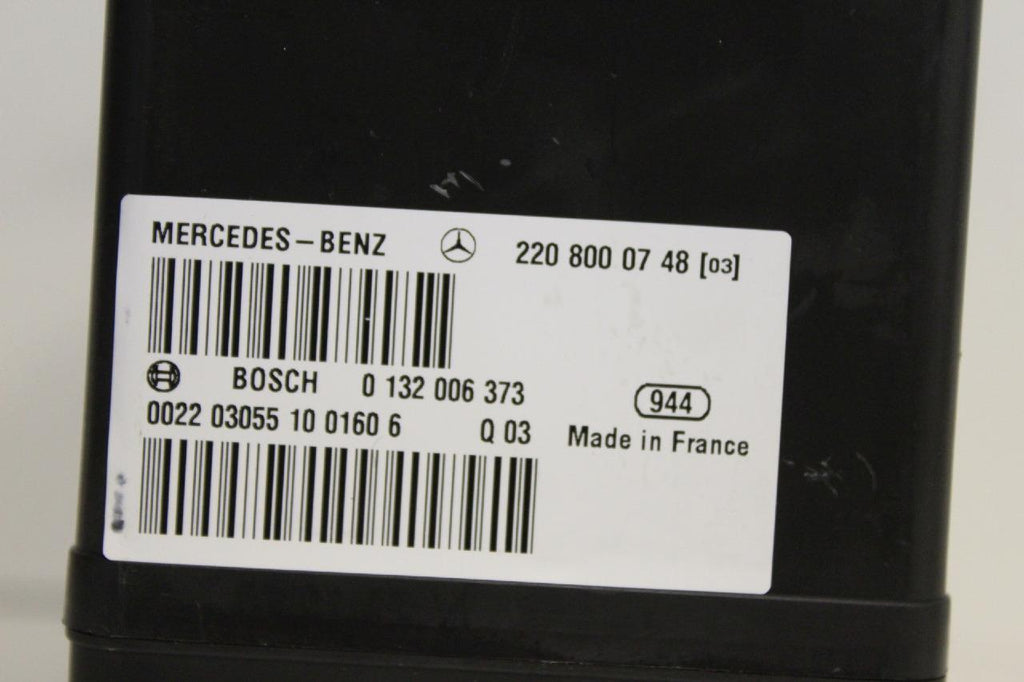 MERCEDES-BENZ 220 800 07 48 [03]
BOSCH 0 132 006 373
944
0022 03055 10 0160 6 Q 03
Made in France